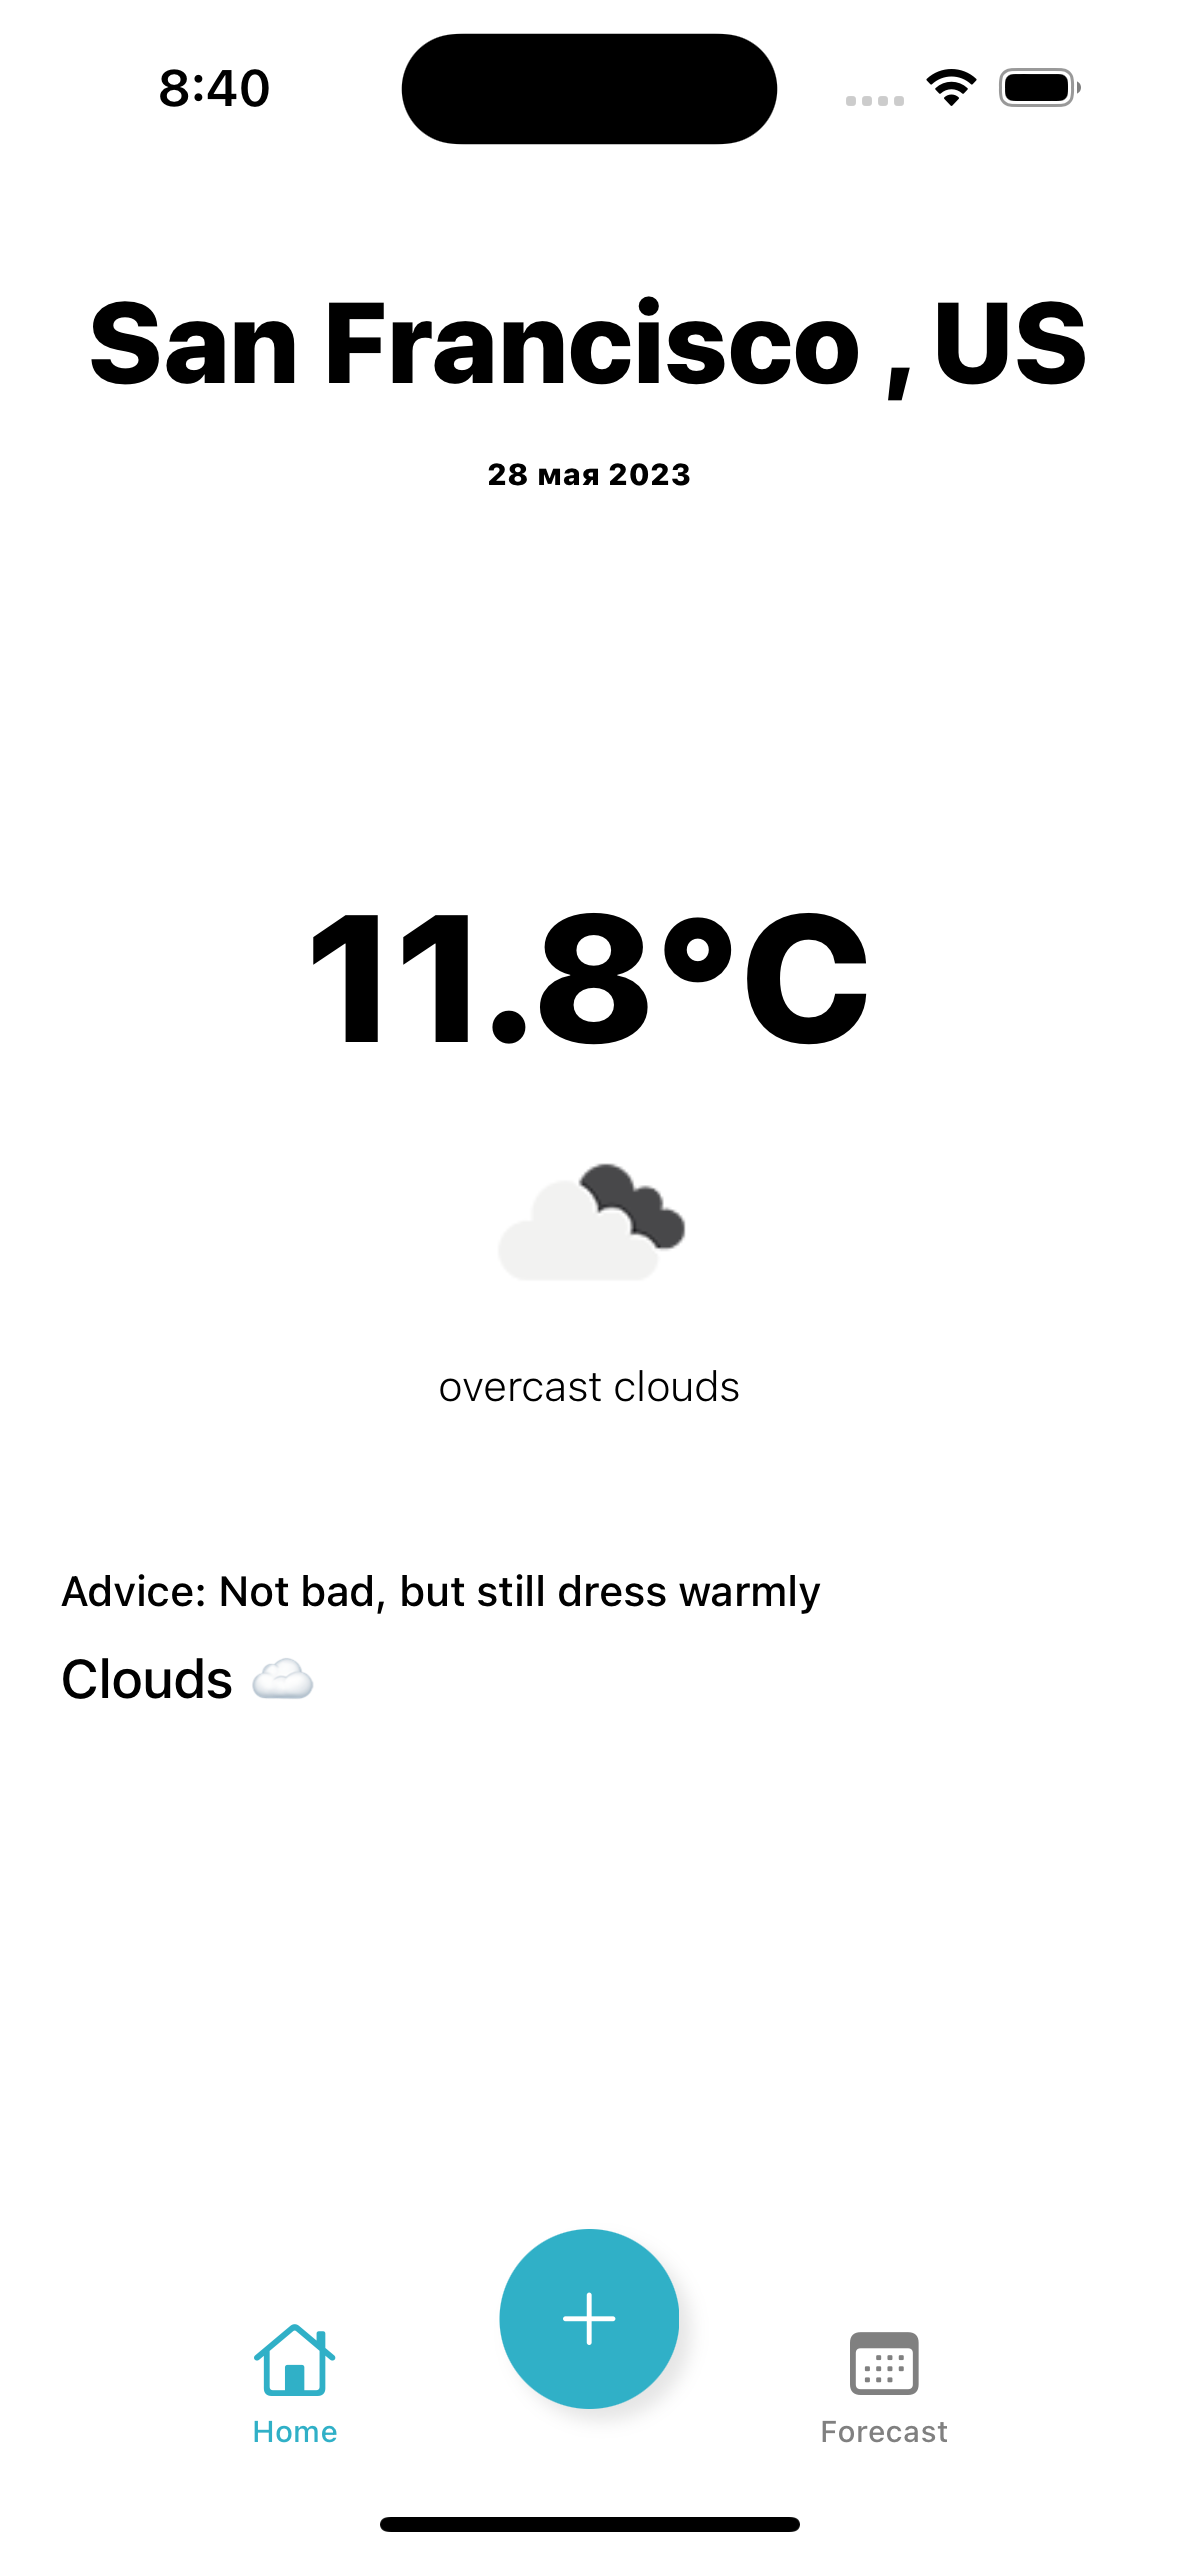 8:40
San Francisco , US
28 мая 2023
11.8°C
overcast clouds
Advice: Not bad, but still dress warmly
Clouds ☁️
Home
Forecast